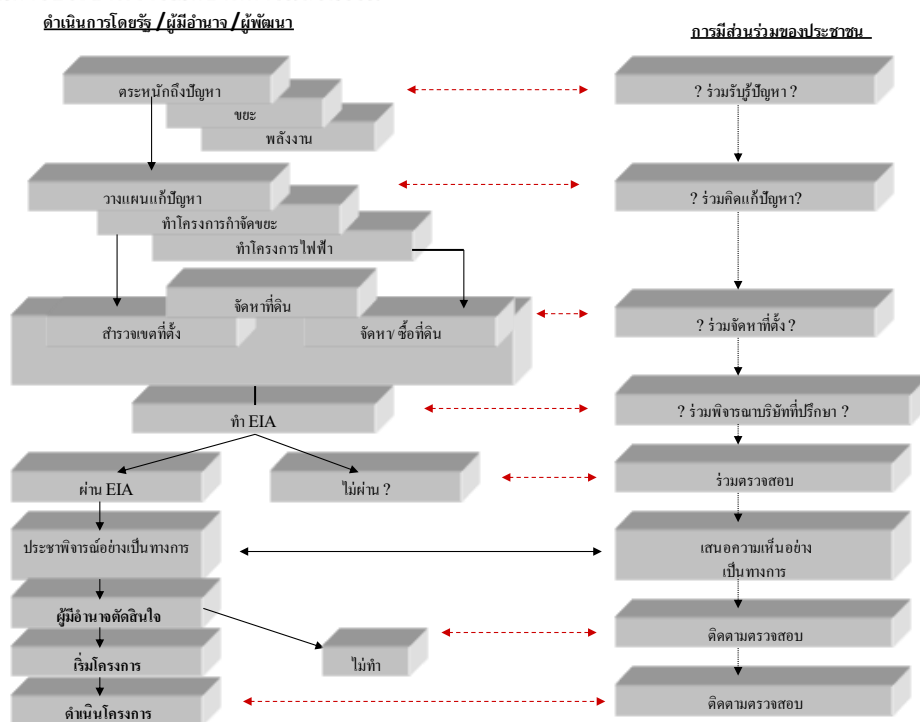 ดำเนินการโดยรัฐ / ผู้มีอำนาจ / ผู้พัฒนา
การมีส่วนร่วมของประชาชน
ตระหนักถึงปัญหา
ขยะ
พลังงาน
? ร่วมรับรู้ปัญหา ?
วางแผนแก้ปัญหา
ทำโครงการกำจัดขยะ
ทำโครงการไฟฟ้า
? ร่วมคิดแก้ปัญหา?
จัดหาที่ดิน
สำรวจเขตที่ตั้ง
จัดหา/ ซื้อที่ดิน
? ร่วมจัดหาที่ตั้ง ?
ทำ EIA
? ร่วมพิจารณาบริษัทที่ปรึกษา ?
ผ่าน EIA
ไม่ผ่าน ?
ร่วมตรวจสอบ
ประชาพิจารณ์อย่างเป็นทางการ
เสนอความเห็นอย่าง
เป็นทางการ
ผู้มีอำนาจตัดสินใจ
ไม่ทำ
ติดตามตรวจสอบ
เริ่มโครงการ
ดำเนินโครงการ
ติดตามตรวจสอบ